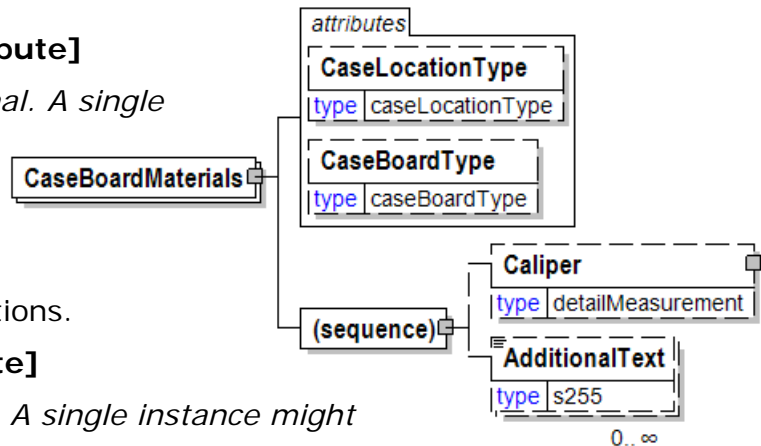 bute]
al. A single
tions.
te]
A single instance might
CaseBoardMaterials
attributes
CaseLocationType
type caseLocationType
CaseBoardType
type caseBoardType
(sequence)
Caliper
type detailMeasurement
AdditionalText
type s255
0..∞